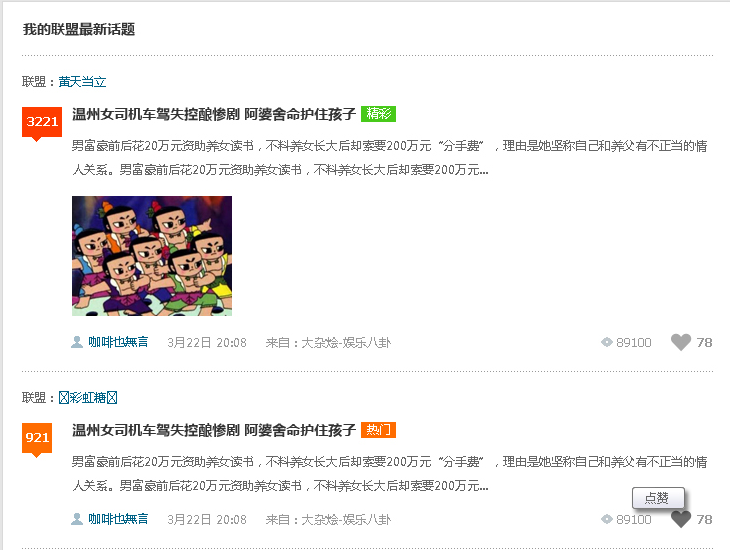 我的联盟最新话题
联盟：黄天当立
3221
温州女司机车驾失控酿惨剧 阿婆舍命护住孩子 精彩
男富豪前后花20万元资助养女读书，不料养女长大后却索要200万元“分手费”，理由是她坚称自己和养父有不正当的情
人关系。男富豪前后花20万元资助养女读书，不料养女长大后却索要200万元...
咖啡也無言 3月22日 20:08 来自：大杂烩-娱乐八卦 89100 78
联盟：彩虹糖
921
温州女司机车驾失控酿惨剧 阿婆舍命护住孩子 热门
男富豪前后花20万元资助养女读书，不料养女长大后却索要200万元“分手费”，理由是她坚称自己和养父有不正当的情
人关系。男富豪前后花20万元资助养女读书，不料养女长大后却索要200万元...
点赞
咖啡也無言 3月22日 20:08 来自：大杂烩-娱乐八卦 89100 78